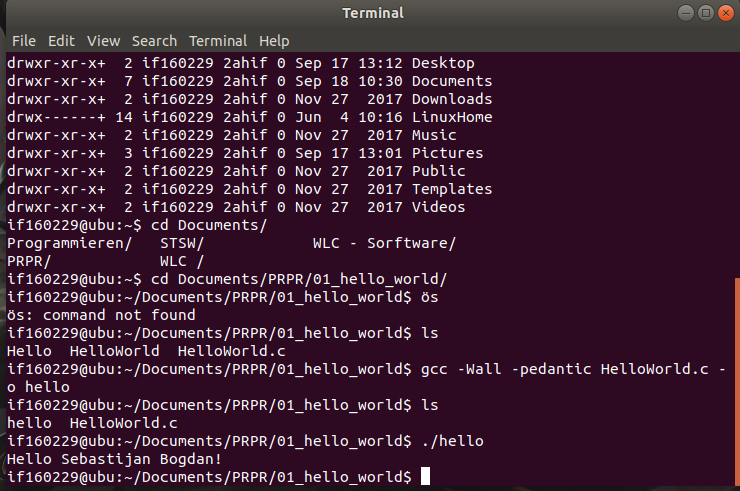 Terminal
File Edit View Search Terminal Help
drwxr-xr-x+  2 if160229 2ahif 0 Sep 17 13:12 Desktop
drwxr-xr-x+  7 if160229 2ahif 0 Sep 18 10:30 Documents
drwxr-xr-x+  2 if160229 2ahif 0 Nov 27  2017 Downloads
drwx------+ 14 if160229 2ahif 0 Jun  4 10:16 LinuxHome
drwxr-xr-x+  2 if160229 2ahif 0 Nov 27  2017 Music
drwxr-xr-x+  3 if160229 2ahif 0 Sep 17 13:01 Pictures
drwxr-xr-x+  2 if160229 2ahif 0 Nov 27  2017 Public
drwxr-xr-x+  2 if160229 2ahif 0 Nov 27  2017 Templates
drwxr-xr-x+  2 if160229 2ahif 0 Nov 27  2017 Videos
if160229@ubu:~$ cd Documents/
Programmieren/   STSW/            WLC - Sorftware/
PRPR/            WLC /
if160229@ubu:~$ cd Documents/PRPR/01_hello_world/
if160229@ubu:~/Documents/PRPR/01_hello_world$ ös
ös: command not found
if160229@ubu:~/Documents/PRPR/01_hello_world$ ls
Hello  HelloWorld  HelloWorld.c
if160229@ubu:~/Documents/PRPR/01_hello_world$ gcc -Wall -pedantic HelloWorld.c -
o hello
if160229@ubu:~/Documents/PRPR/01_hello_world$ ls
hello  HelloWorld.c
if160229@ubu:~/Documents/PRPR/01_hello_world$ ./hello
Hello Sebastijan Bogdan!
if160229@ubu:~/Documents/PRPR/01_hello_world$